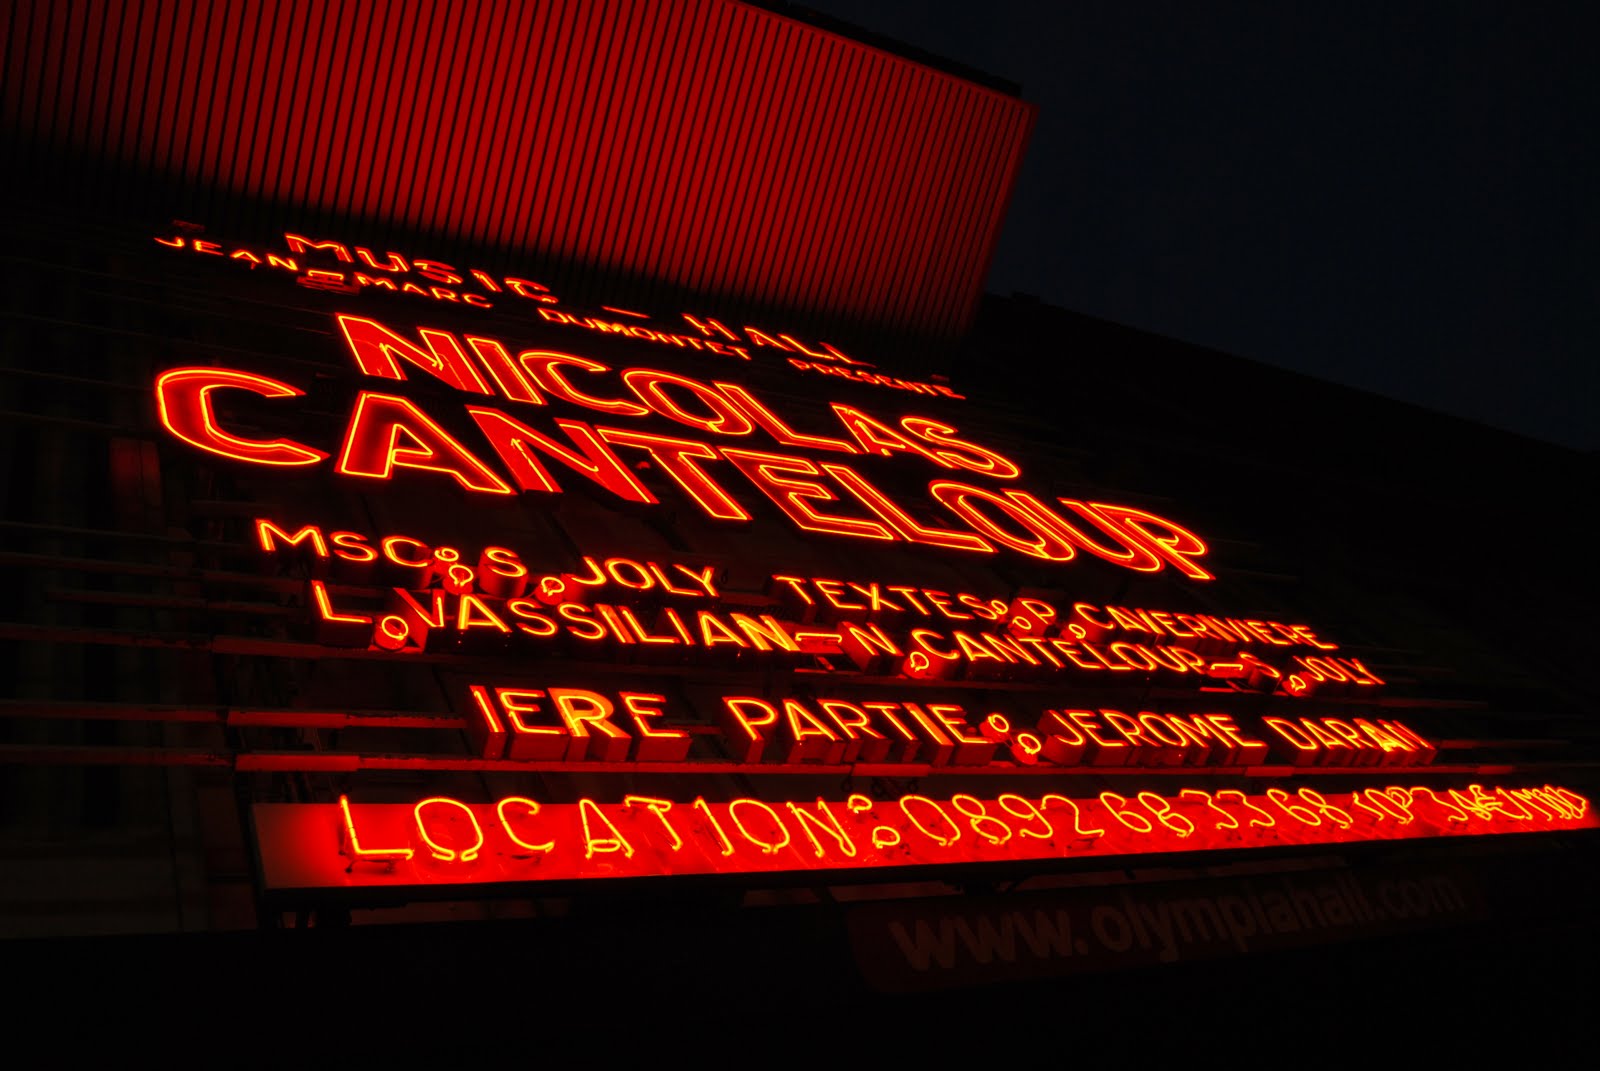 MUSIC - HALL
JEAN-MARC DUMONTET PRESENTE
NICOLAS
CANTELOUP
MSC: S. JOLY TEXTES: P. CAVERIVIERE
L. VASSILIAN - N. CANTELOUP - S. JOLY
1ERE PARTIE: JEROME DARAN
LOCATION: 0892 68 33 68
www.olympiahall.com